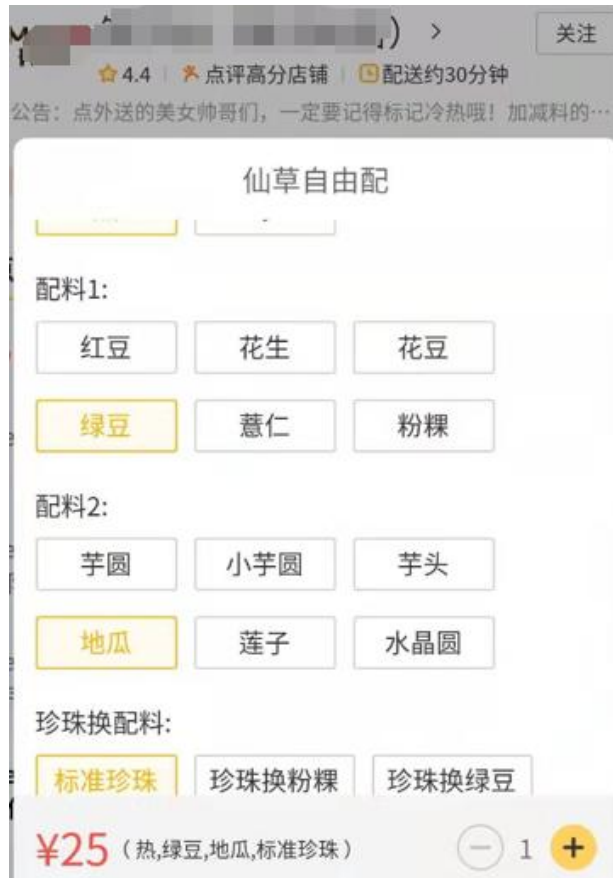 ) >
关注
4.4 点评高分店铺 配送约30分钟
公告：点外送的美女帅哥们，一定要记得标记冷热哦！加减料的…
仙草自由配
配料1:
红豆 花生 花豆
绿豆 薏仁 粉粿
配料2:
芋圆 小芋圆 芋头
地瓜 莲子 水晶圆
珍珠换配料:
标准珍珠 珍珠换粉粿 珍珠换绿豆
¥25 (热,绿豆,地瓜,标准珍珠) − 1 +